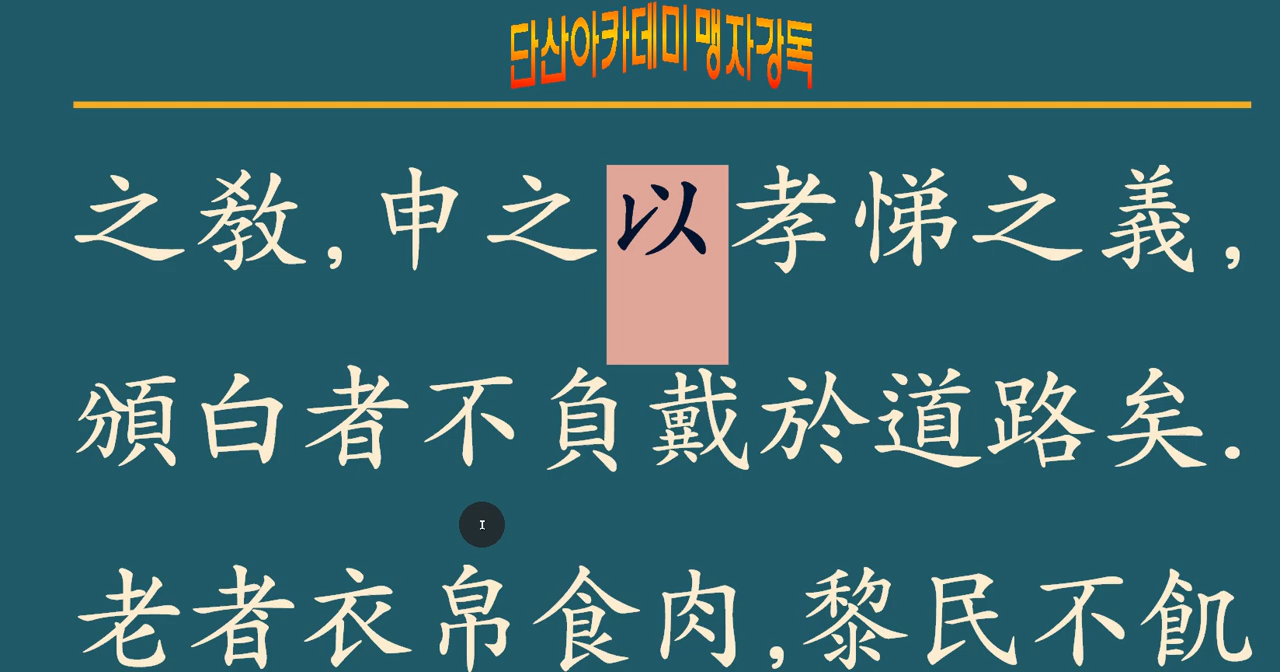 단산아카데미 맹자강독
之敎,申之以孝悌之義,
頒白者不負戴於道路矣.
老者衣帛食肉,黎民不飢